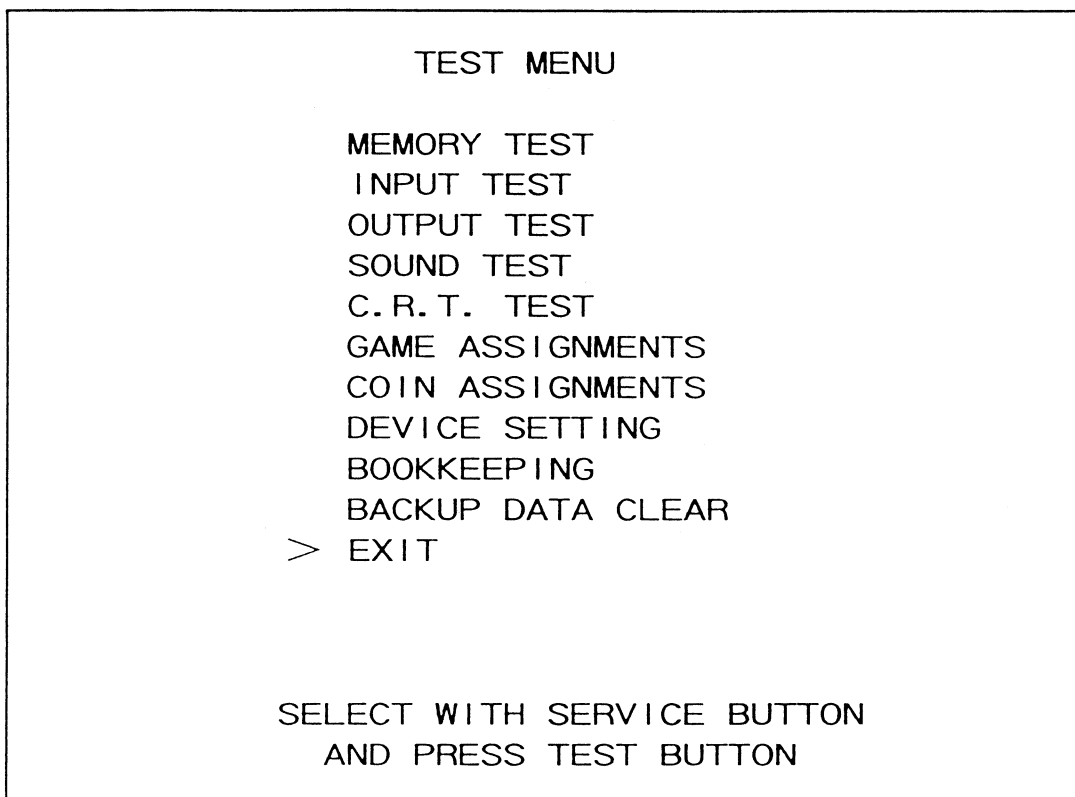 TEST MENU
MEMORY TEST
INPUT TEST
OUTPUT TEST
SOUND TEST
C.R.T. TEST
GAME ASSIGNMENTS
COIN ASSIGNMENTS
DEVICE SETTING
BOOKKEEPING
BACKUP DATA CLEAR
> EXIT
SELECT WITH SERVICE BUTTON
AND PRESS TEST BUTTON